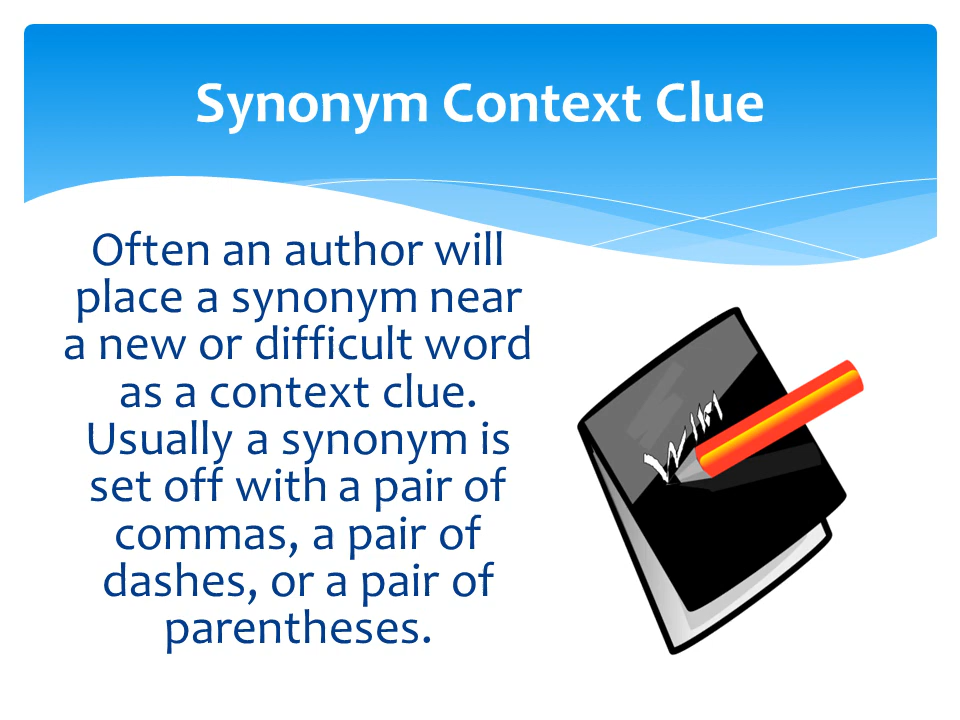 Synonym Context Clue
Often an author will
place a synonym near
a new or difficult word
as a context clue.
Usually a synonym is
set off with a pair of
commas, a pair of
dashes, or a pair of
parentheses.